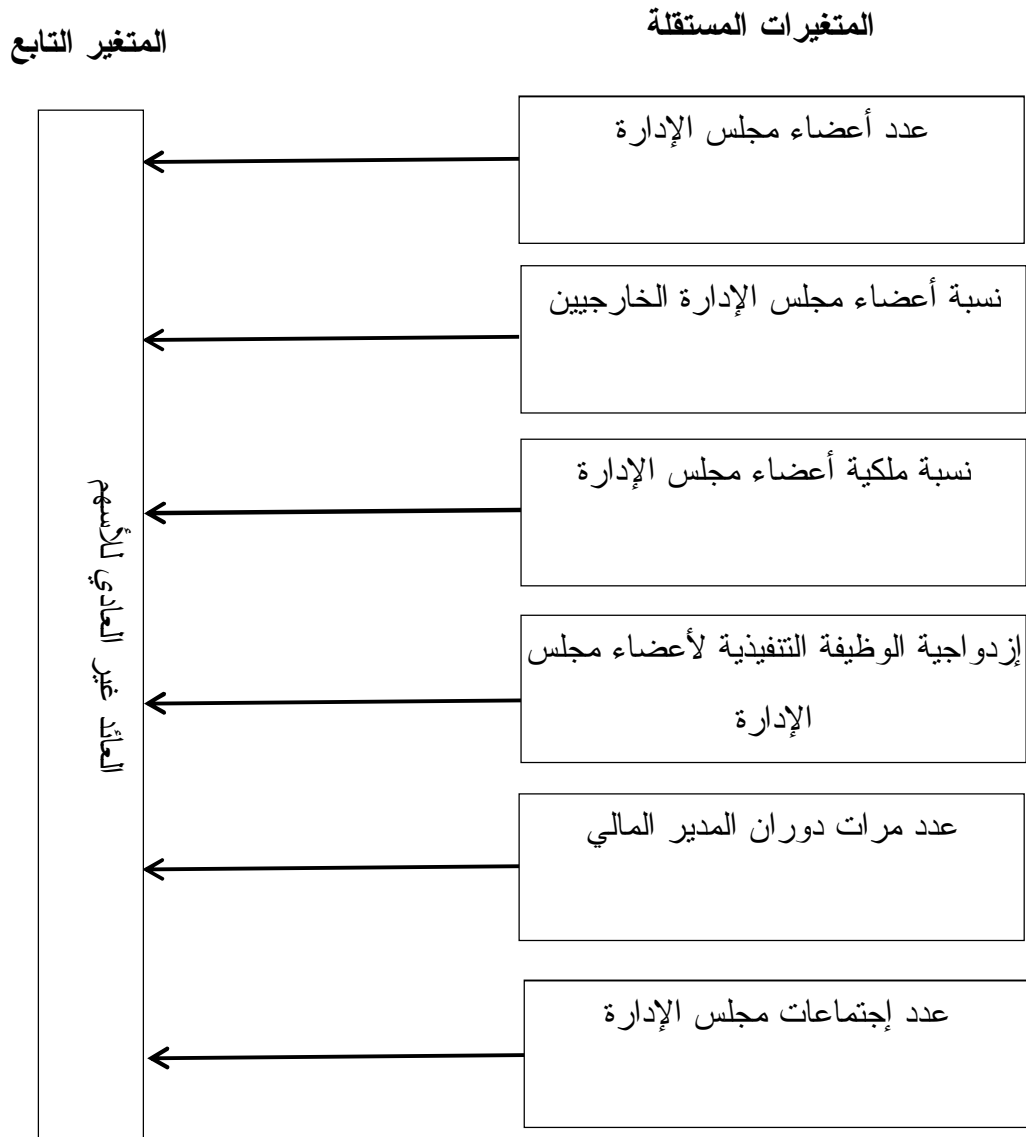 المتغيرات المستقلة
المتغير التابع
عدد أعضاء مجلس الإدارة
نسبة أعضاء مجلس الإدارة الخارجيين
نسبة ملكية أعضاء مجلس الإدارة
إزدواجية الوظيفة التنفيذية لأعضاء مجلس
الإدارة
عدد مرات دوران المدير المالي
عدد إجتماعات مجلس الإدارة
العائد غير العادي للأسهم